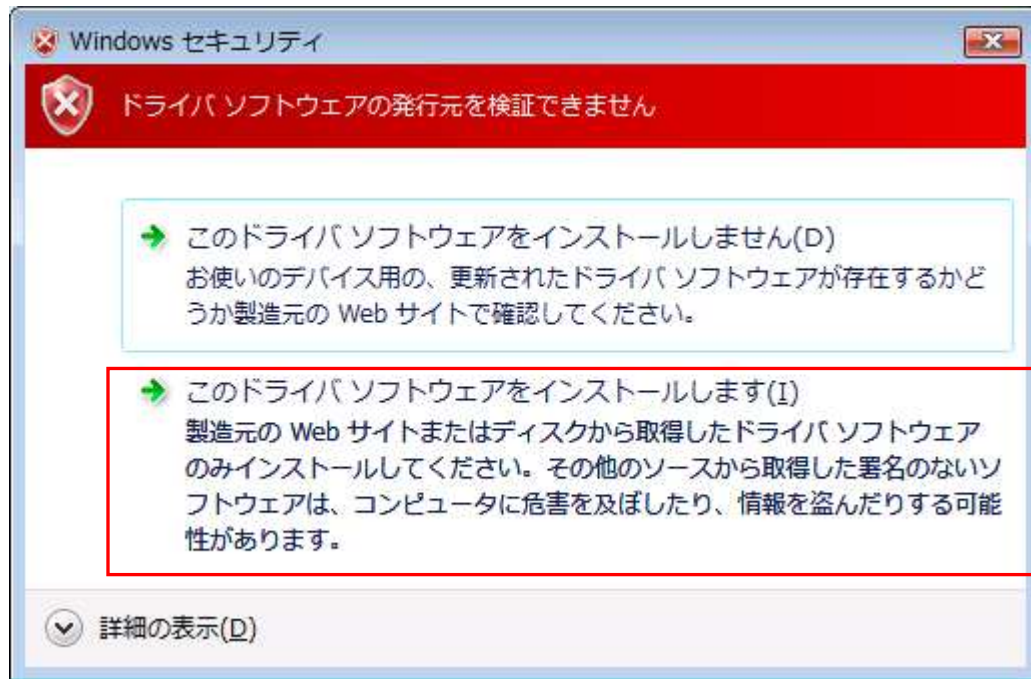 Windows セキュリティ
ドライバ ソフトウェアの発行元を検証できません
このドライバ ソフトウェアをインストールしません(D)
お使いのデバイス用の、更新されたドライバ ソフトウェアが存在するかど
うか製造元の Web サイトで確認してください。
このドライバ ソフトウェアをインストールします(I)
製造元の Web サイトまたはディスクから取得したドライバ ソフトウェア
のみインストールしてください。その他のソースから取得した署名のないソ
フトウェアは、コンピュータに危害を及ぼしたり、情報を盗んだりする可能
性があります。
詳細の表示(D)